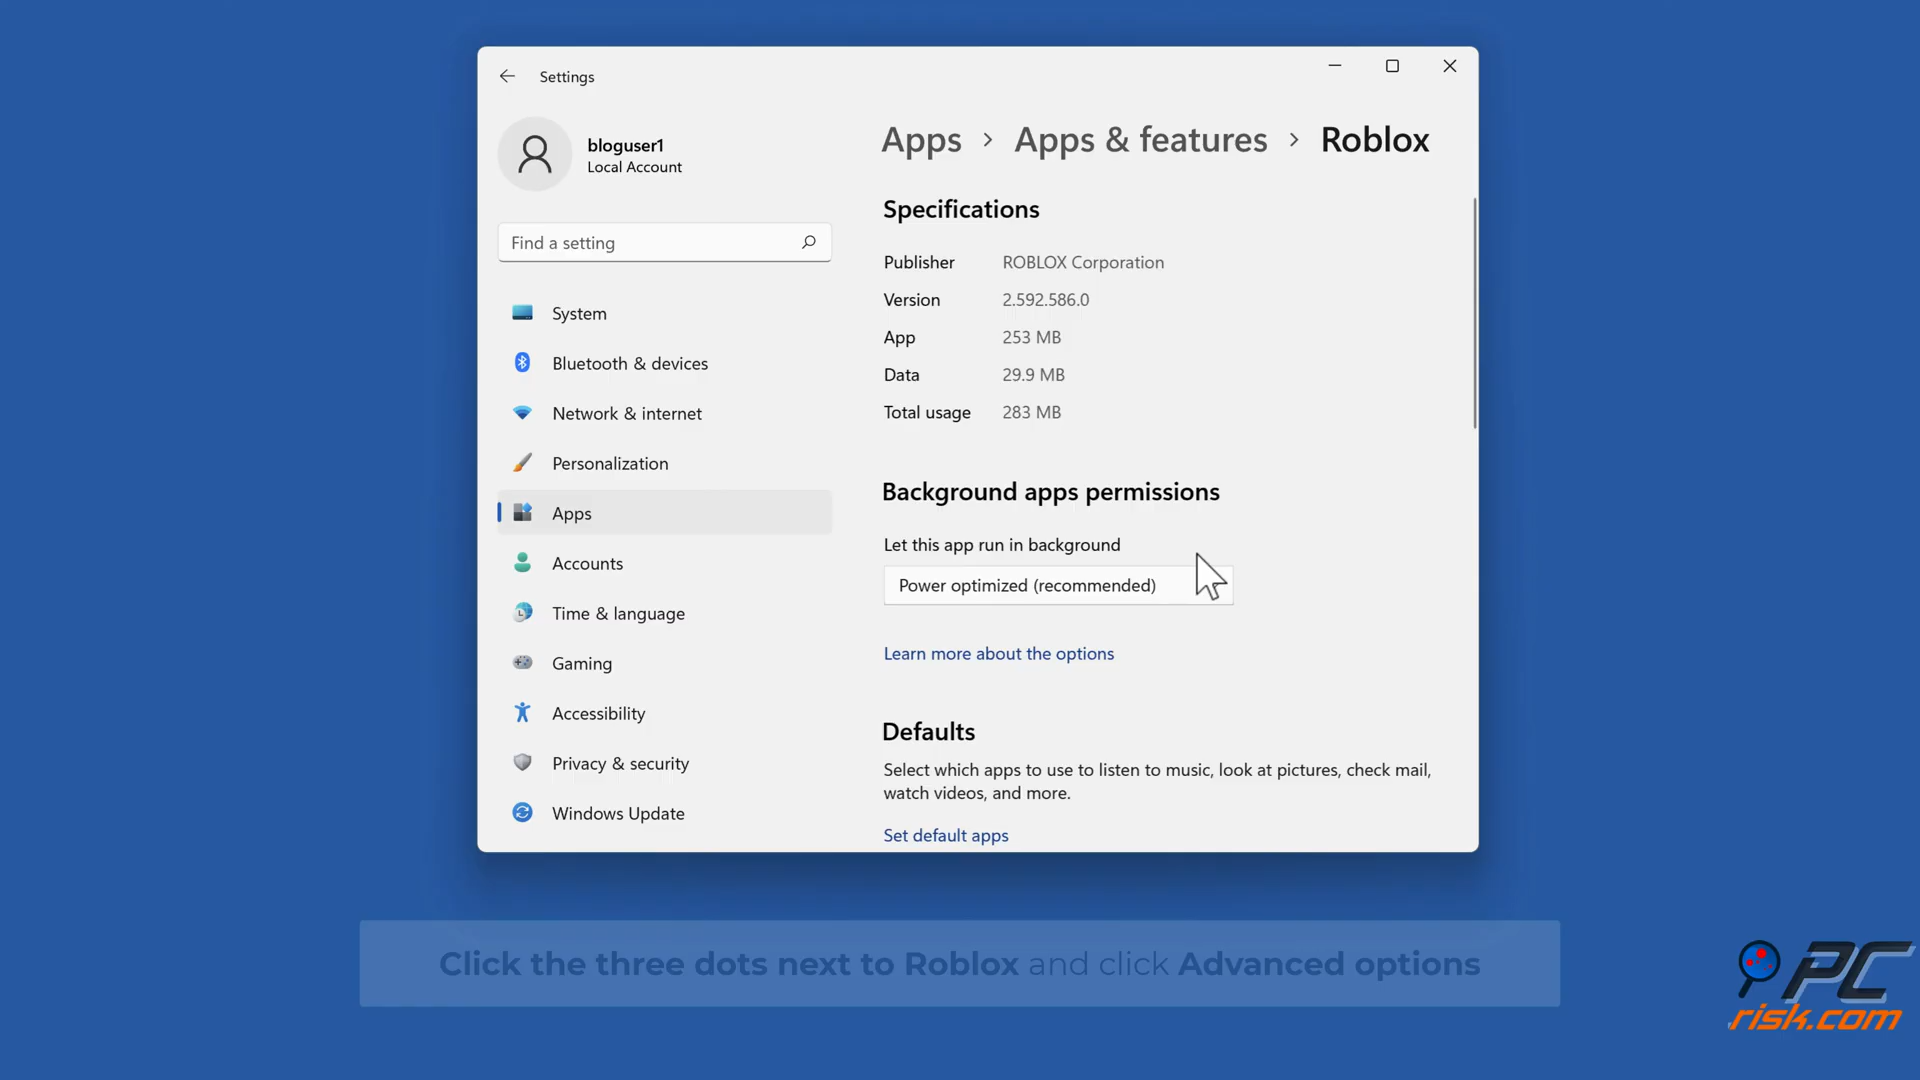 Settings
bloguser1
Local Account
Find a setting
System
Bluetooth & devices
Network & internet
Personalization
Apps
Accounts
Time & language
Gaming
Accessibility
Privacy & security
Windows Update
Apps > Apps & features > Roblox
Specifications
Publisher ROBLOX Corporation
Version 2.592.586.0
App 253 MB
Data 29.9 MB
Total usage 283 MB
Background apps permissions
Let this app run in background
Power optimized (recommended)
Learn more about the options
Defaults
Select which apps to use to listen to music, look at pictures, check mail,
watch videos, and more.
Set default apps
Click the three dots next to Roblox and click Advanced options
PC
risk.com